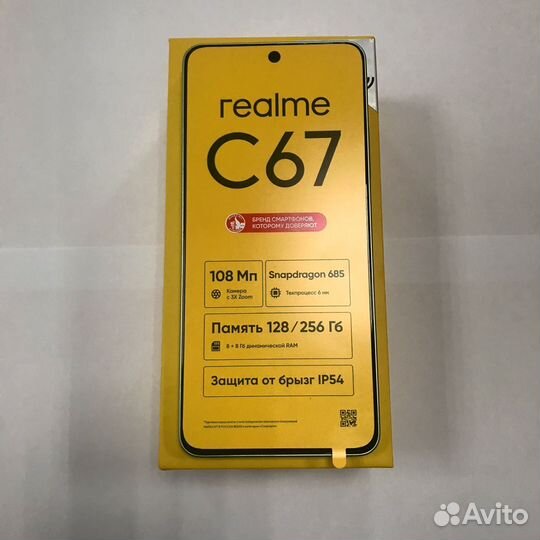 realme
C67
БРЕНД СМАРТФОНОВ,
КОТОРОМУ ДОВЕРЯЮТ
108 Мп
Камера
с 3X Zoom
Snapdragon 685
Техпроцесс 6 нм
Память 128/256 Гб
8 + 8 Гб динамической RAM
Защита от брызг IP54
Avito